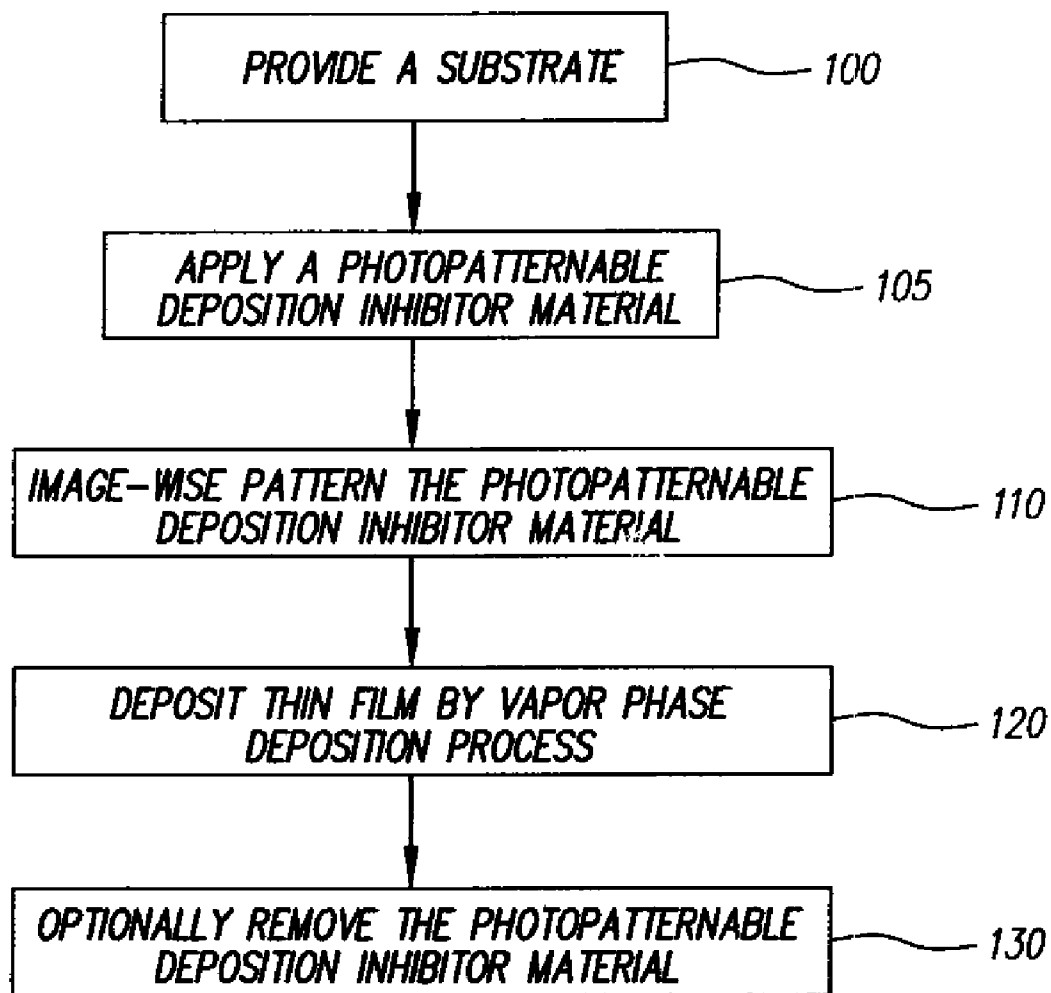 PROVIDE A SUBSTRATE
100
APPLY A PHOTOPATTERNABLE
DEPOSITION INHIBITOR MATERIAL
105
IMAGE-WISE PATTERN THE PHOTOPATTERNABLE
DEPOSITION INHIBITOR MATERIAL
110
DEPOSIT THIN FILM BY VAPOR PHASE
DEPOSITION PROCESS
120
OPTIONALLY REMOVE THE PHOTOPATTERNABLE
DEPOSITION INHIBITOR MATERIAL
130